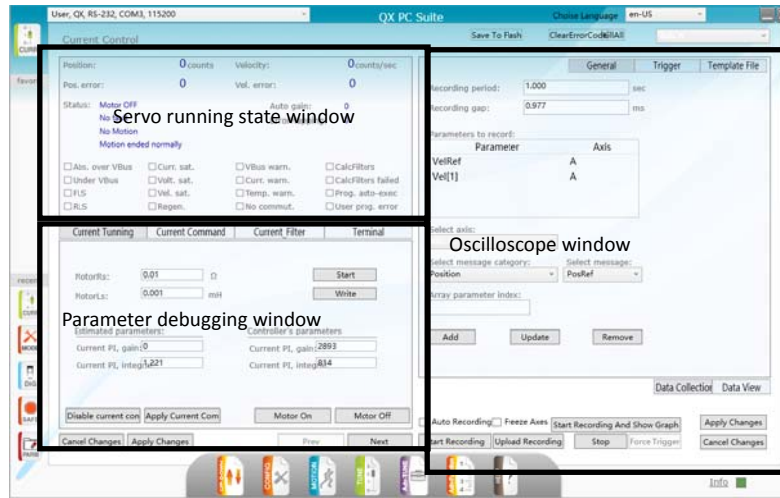 User, QX, RS-232, COM3, 115200
QX PC Suite
Choise Language
en-US
Current Control
Save To Flash
ClearErrorCodeInAll
Servo running state window
Position: 0 counts
Velocity: 0 counts/sec
Pos. error: 0
Vel. error: 0
Status: Motor OFF
Auto gain: 0
No Motion
Motion ended normally
Abs. over VBus
Curr. sat.
VBus warn.
CalcFilters
Under VBus
Volt. sat.
Curr. warn.
CalcFilters failed
FLS
Vel. sat.
Temp. warn.
Prog. auto-exec
RLS
Regen.
No commut.
User prog. error
Current Tunning
Current Command
Current_Filter
Terminal
Parameter debugging window
MotorRs: 0.01 Ω
Start
MotorLs: 0.001 mH
Write
Estimated parameters:
Controller's parameters
Current PI, gain: 0
Current PI, gain: 2893
Current PI, integ: 1,221
Current PI, integ: 814
Disable current con
Apply Current Com
Motor On
Motor Off
Cancel Changes
Apply Changes
Prev
Next
Oscilloscope window
General
Trigger
Template File
Recording period: 1.000 sec
Recording gap: 0.977 ms
Parameters to record:
Parameter
Axis
VelRef A
Vel[1] A
Select axis:
Select message category:
Select message:
Position
PosRef
Array parameter index:
Add
Update
Remove
Data Collection
Data View
Auto Recording
Freeze Axes
Start Recording And Show Graph
Apply Changes
Start Recording
Upload Recording
Stop
Force Trigger
Cancel Changes
CONFIG
MOTION
TUNE
Info